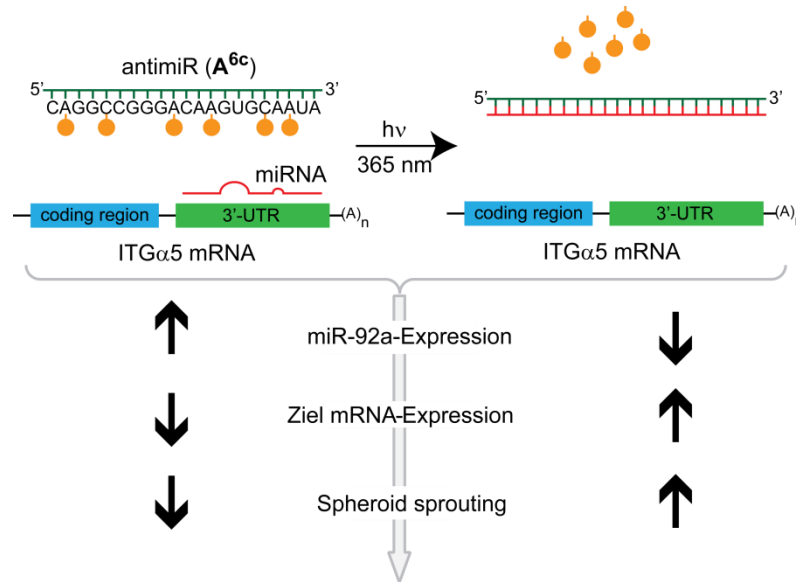 antimiR (A6c)
5' 3'
CAGGCCGGGACAAGUGCAAUA
hν
365 nm
5' 3'
miRNA
coding region 3'-UTR (A)n
ITGα5 mRNA
coding region 3'-UTR (A)
ITGα5 mRNA
miR-92a-Expression
Ziel mRNA-Expression
Spheroid sprouting